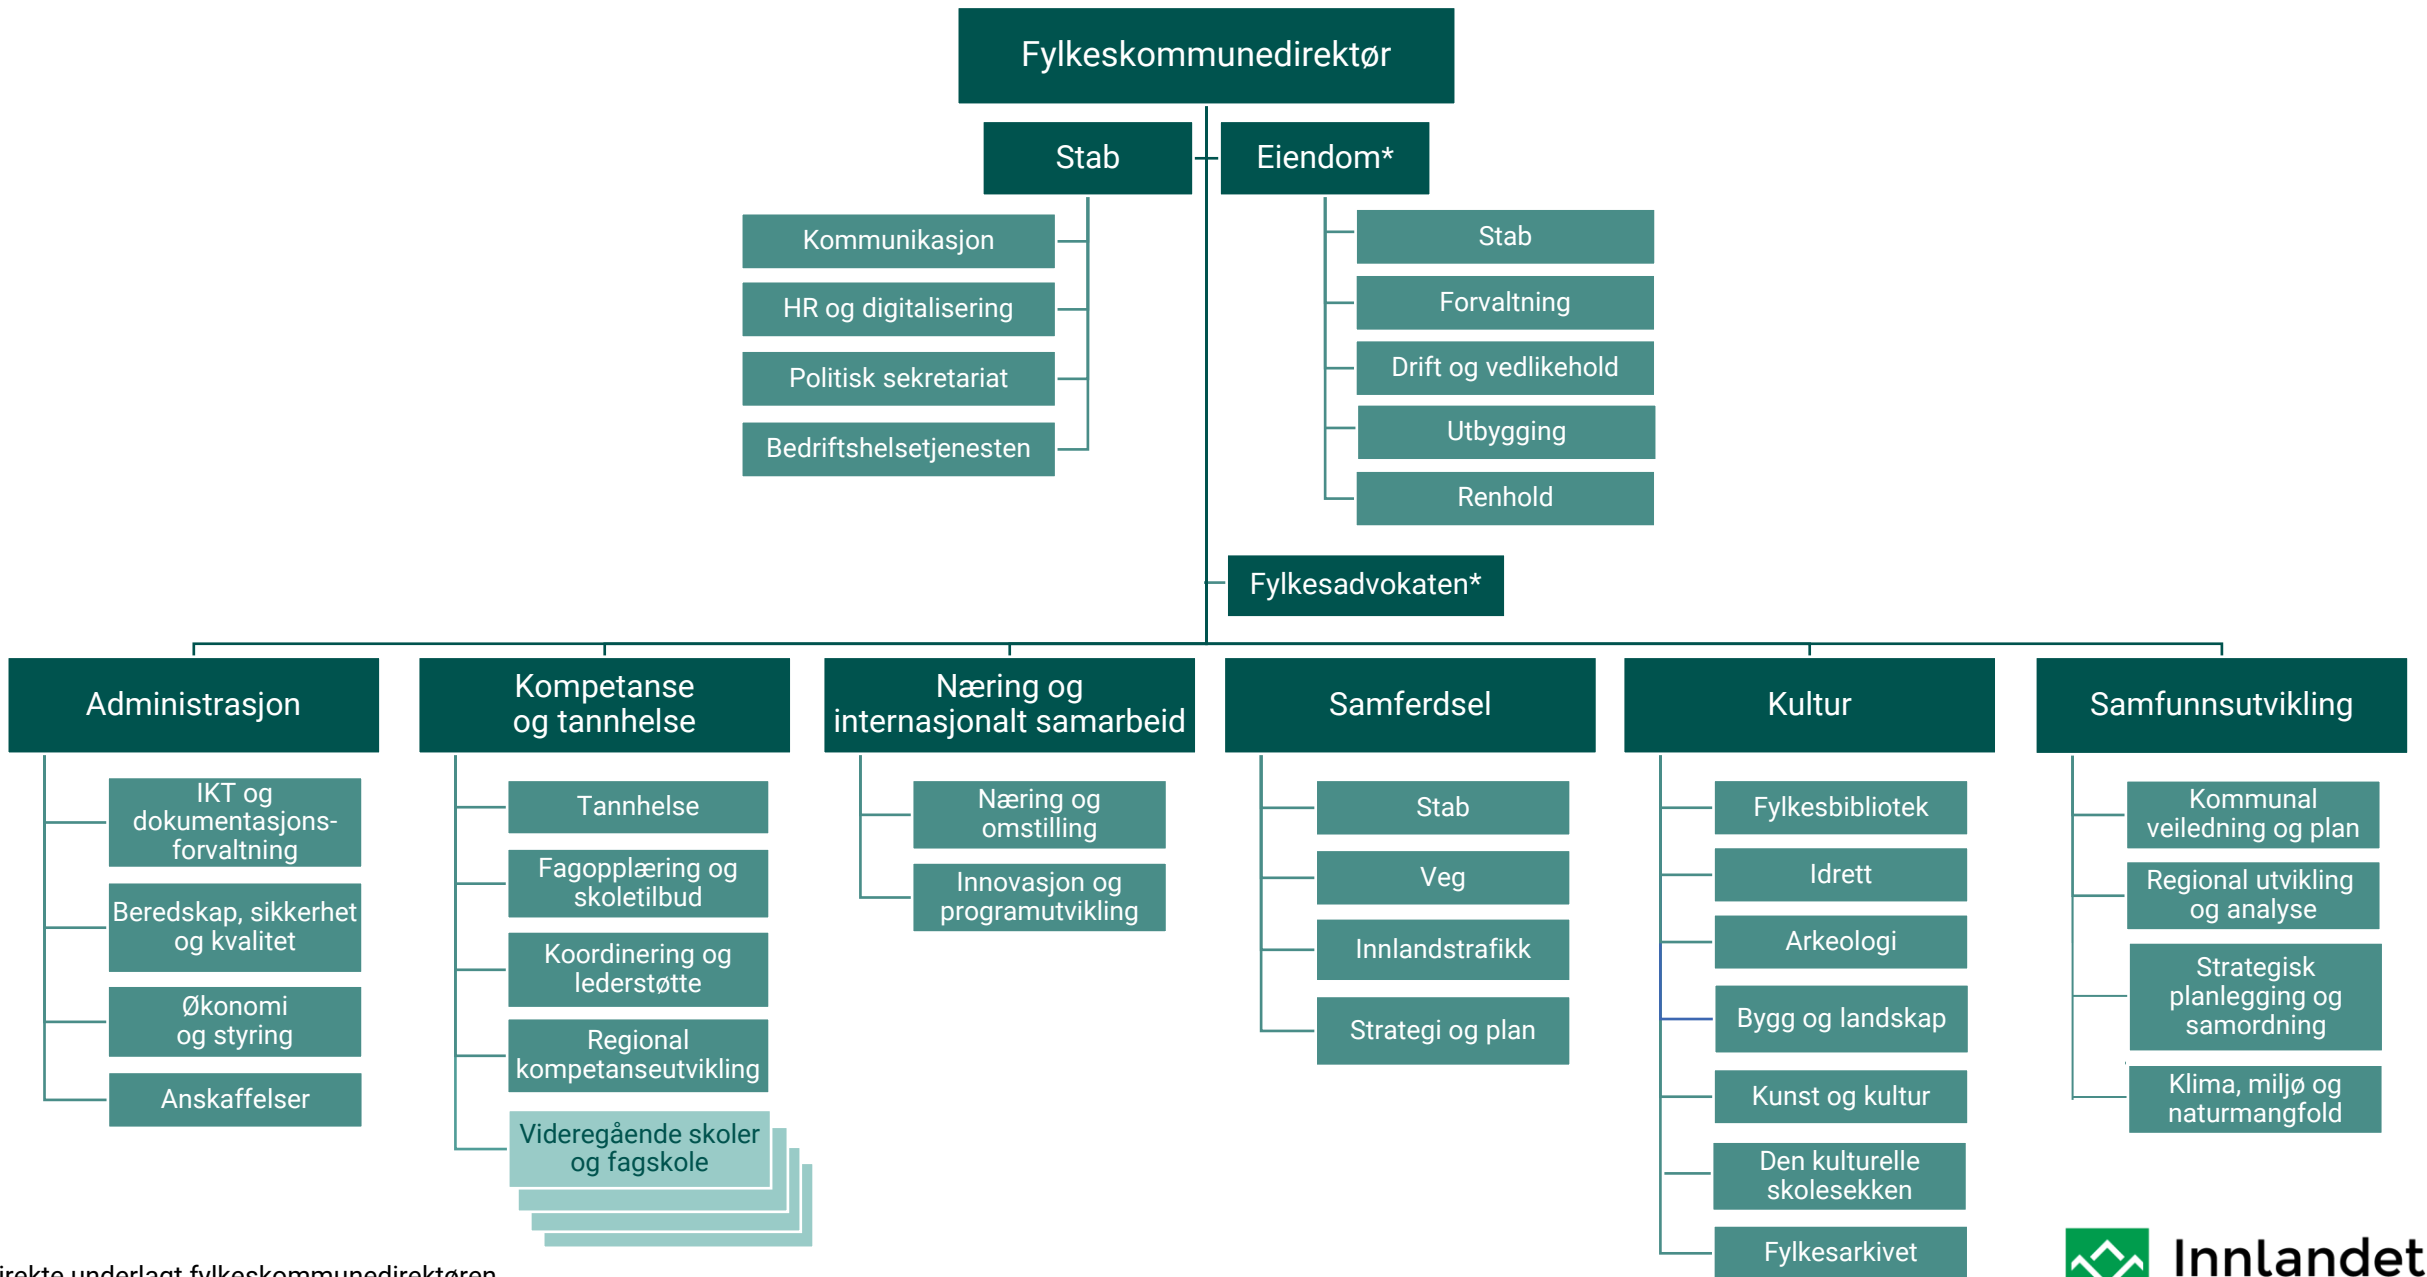 Fylkeskommunedirektør
Stab
Eiendom*
Kommunikasjon
HR og digitalisering
Politisk sekretariat
Bedriftshelsetjenesten
Stab
Forvaltning
Drift og vedlikehold
Utbygging
Renhold
Fylkesadvokaten*
Administrasjon
IKT og
dokumentasjons-
forvaltning
Beredskap, sikkerhet
og kvalitet
Økonomi
og styring
Anskaffelser
Kompetanse
og tannhelse
Tannhelse
Fagopplæring og
skoletilbud
Koordinering og
lederstøtte
Regional
kompetanseutvikling
Videregående skoler
og fagskole
Næring og
internasjonalt samarbeid
Næring og
omstilling
Innovasjon og
programutvikling
Samferdsel
Stab
Veg
Innlandstrafikk
Strategi og plan
Kultur
Fylkesbibliotek
Idrett
Arkeologi
Bygg og landskap
Kunst og kultur
Den kulturelle
skolesekken
Fylkesarkivet
Samfunnsutvikling
Kommunal
veiledning og plan
Regional utvikling
og analyse
Strategisk
planlegging og
samordning
Klima, miljø og
naturmangfold
underlagt fylkeskommunedirektøren
Innlandet